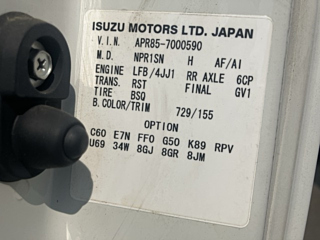 ISUZU MOTORS LTD. JAPAN
V.I.N. APR85-7000590
M.D. NPR1SN H AF/AI
ENGINE LFB/4JJ1 RR AXLE 6CP
TRANS. RST FINAL GV1
TIRE BSQ
B.COLOR/TRIM 729/155
OPTION
C60 E7N FF0 G50 K89 RPV
U69 34W 8GJ 8GR 8JM